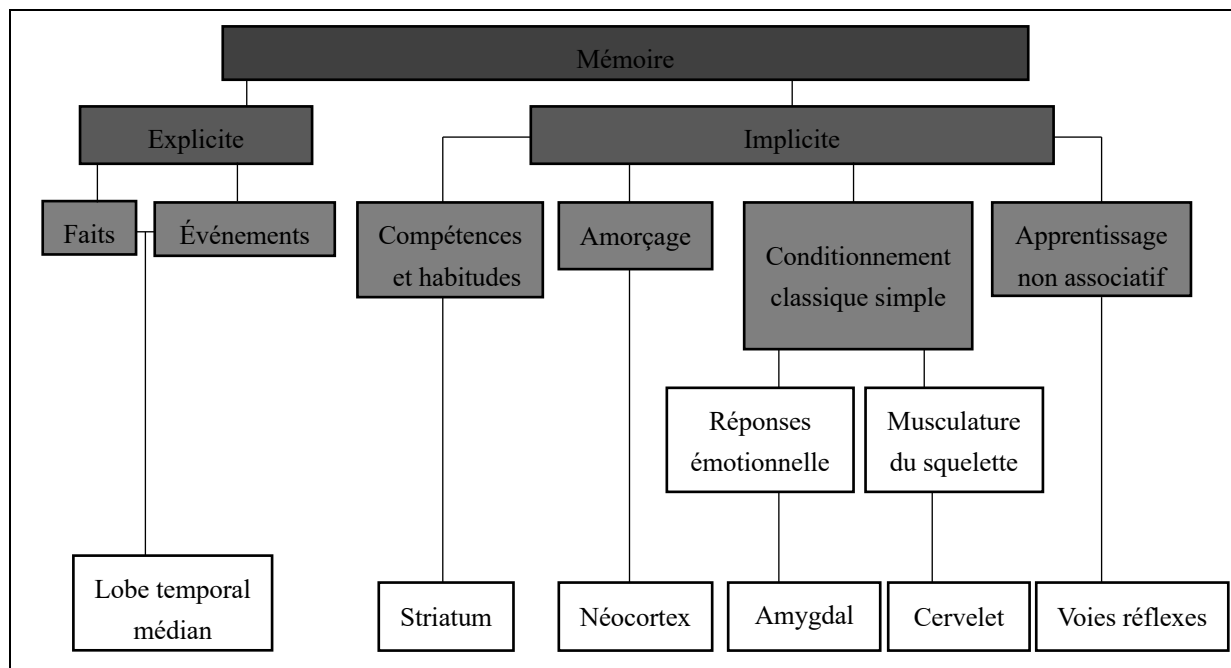 Mémoire
Explicite
Implicite
Faits
Événements
Compétences
et habitudes
Amorçage
Conditionnement
classique simple
Apprentissage
non associatif
Réponses
émotionnelle
Musculature
du squelette
Lobe temporal
médian
Striatum
Néocortex
Amygdal
Cervelet
Voies réflexes